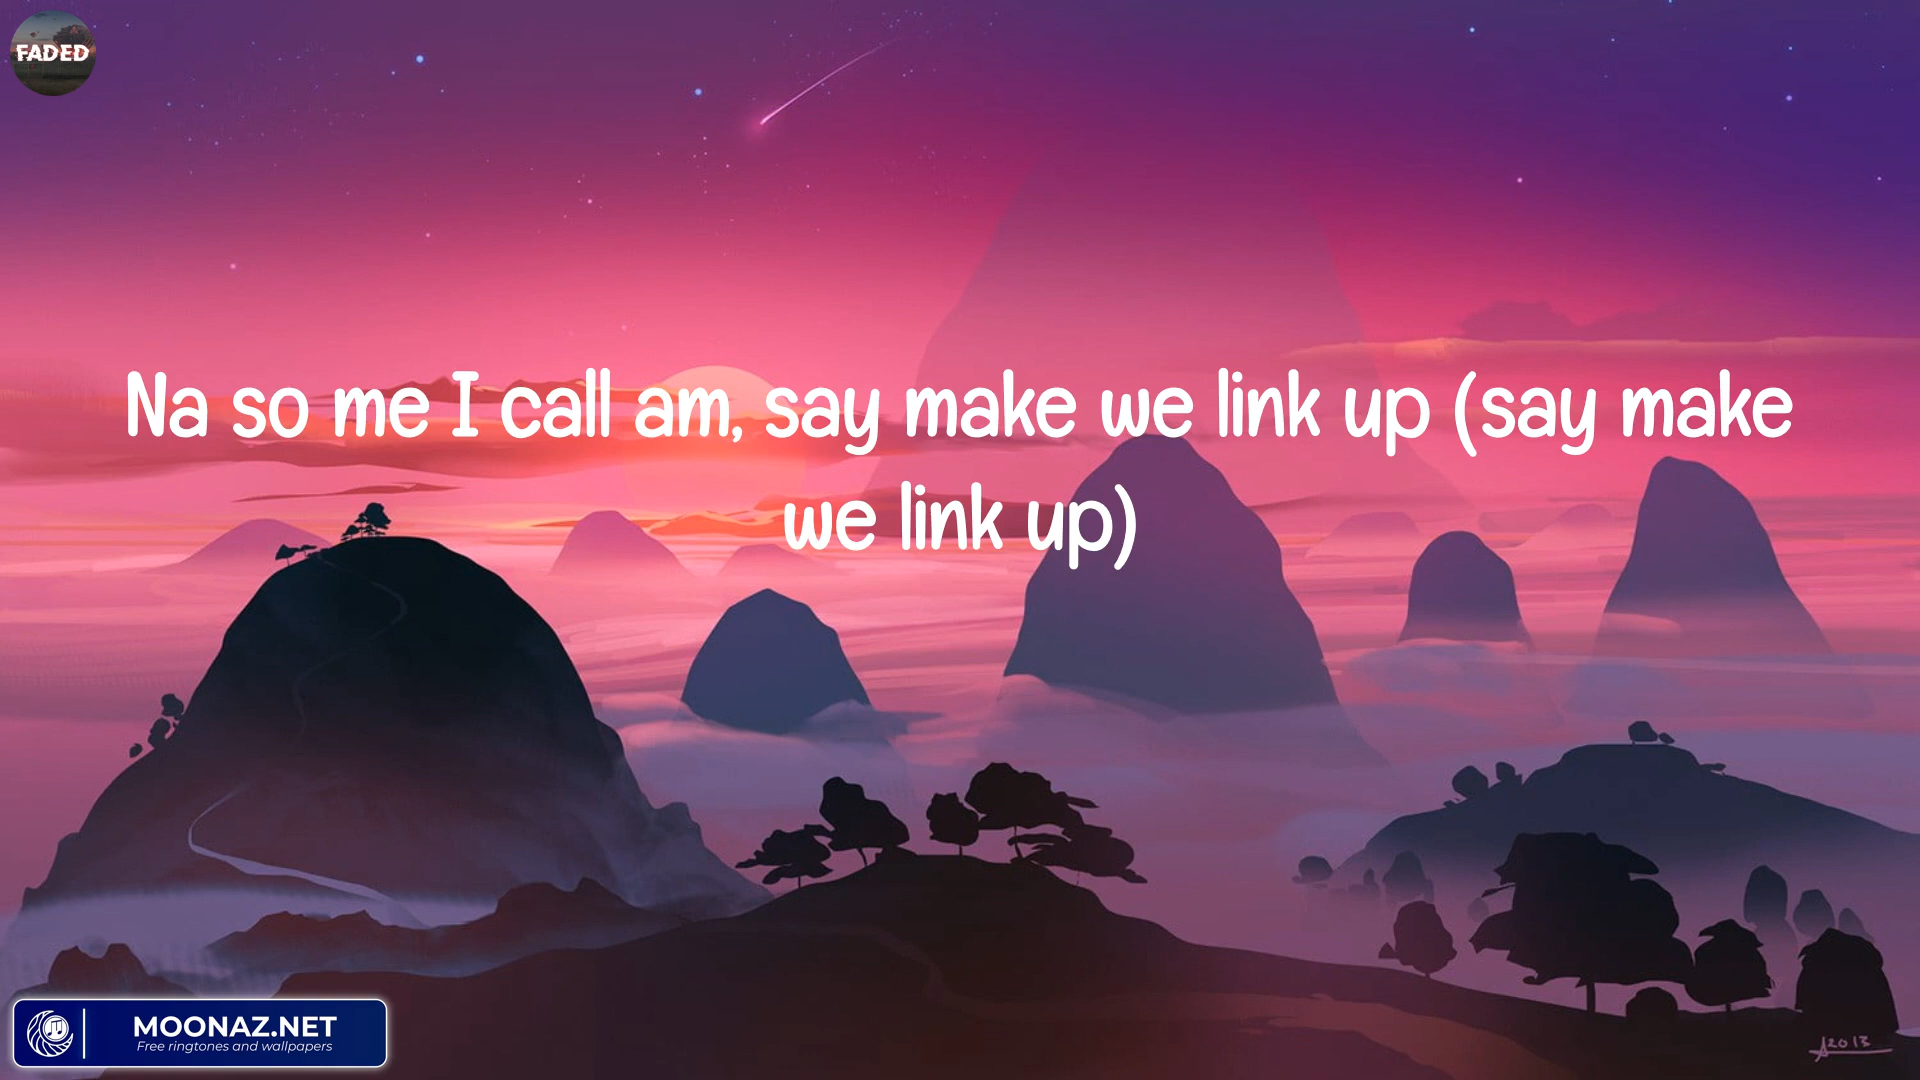 FADED
Na so me I call am, say make we link up (say make
we link up)
MOONAZ.NET
Free ringtones and wallpapers
2013